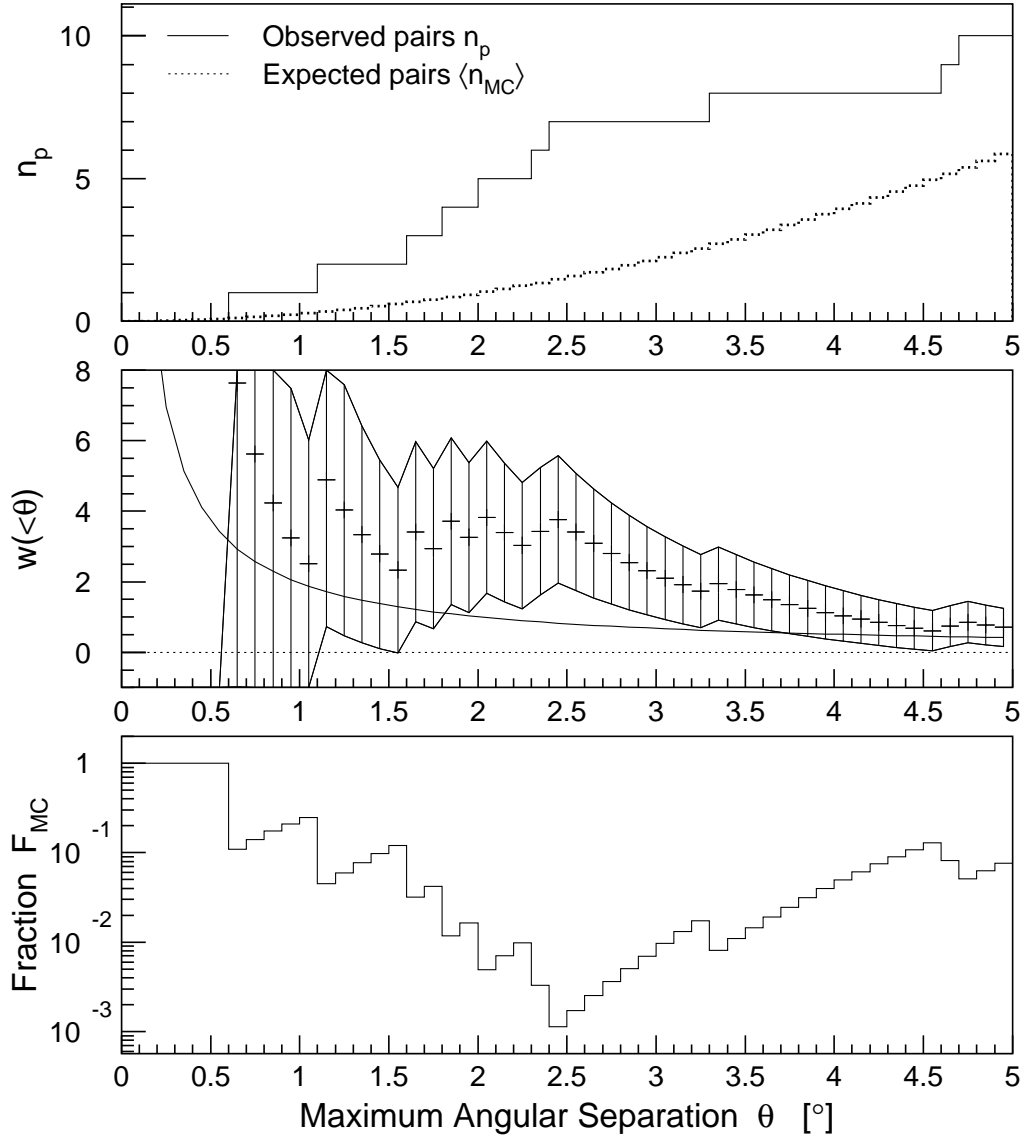 10
Observed pairs n_p
Expected pairs ⟨n_MC⟩
n_p
5
0
0 0.5 1 1.5 2 2.5 3 3.5 4 4.5 5
8
6
w(<θ)
4
2
0
0 0.5 1 1.5 2 2.5 3 3.5 4 4.5 5
1
10^-1
Fraction F_MC
10^-2
10^-3
0 0.5 1 1.5 2 2.5 3 3.5 4 4.5 5
Maximum Angular Separation θ [°]